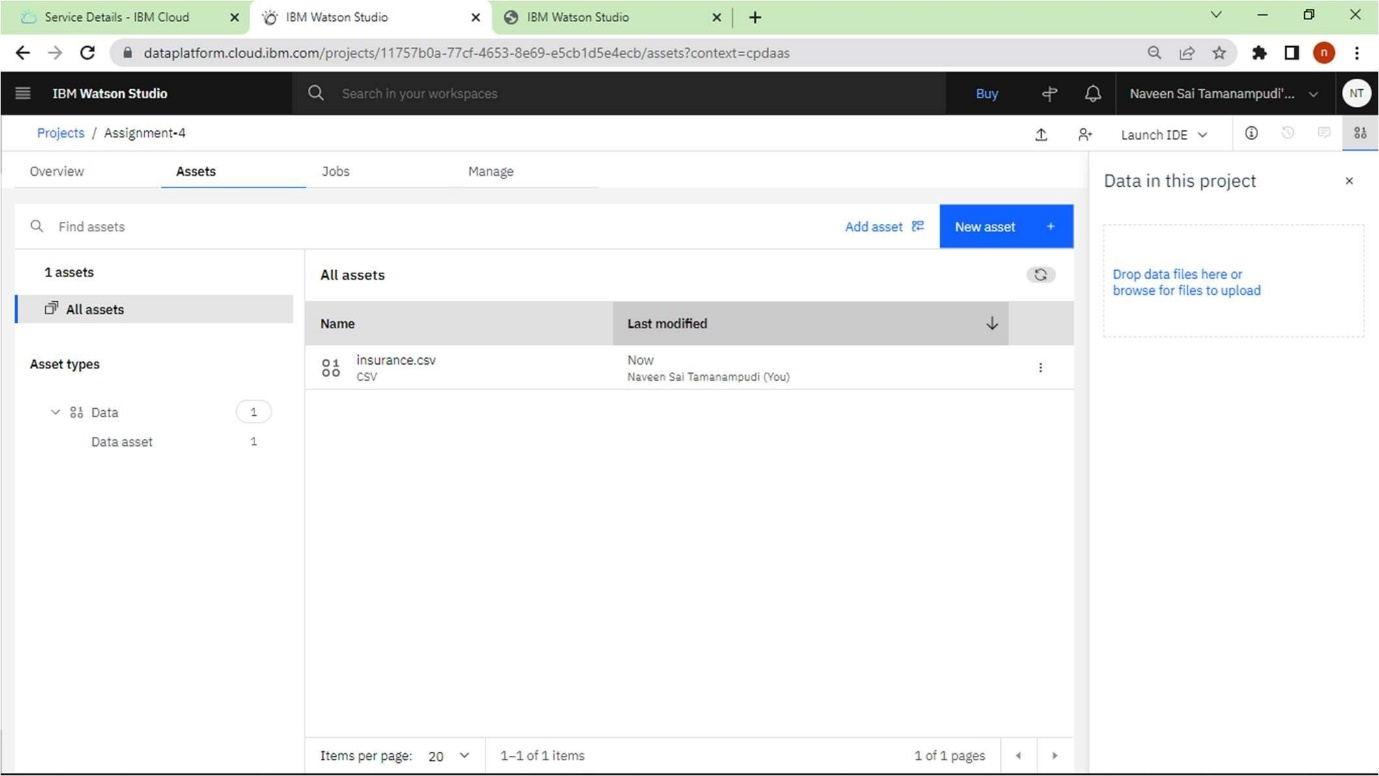 Service Details - IBM Cloud
IBM Watson Studio
IBM Watson Studio
dataplatform.cloud.ibm.com/projects/11757b0a-77cf-4653-8e69-e5cb1d5e4ecb/assets?context=cpdaas
n
IBM Watson Studio
Search in your workspaces
Buy
Naveen Sai Tamanampudi'...
NT
Projects / Assignment-4
Launch IDE
Overview
Assets
Jobs
Manage
Data in this project
Find assets
Add asset
New asset +
1 assets
All assets
Asset types
Data 1
Data asset 1
All assets
Name
Last modified
insurance.csv
CSV
Now
Naveen Sai Tamanampudi (You)
Items per page: 20
1–1 of 1 items
1 of 1 pages
Drop data files here or
browse for files to upload